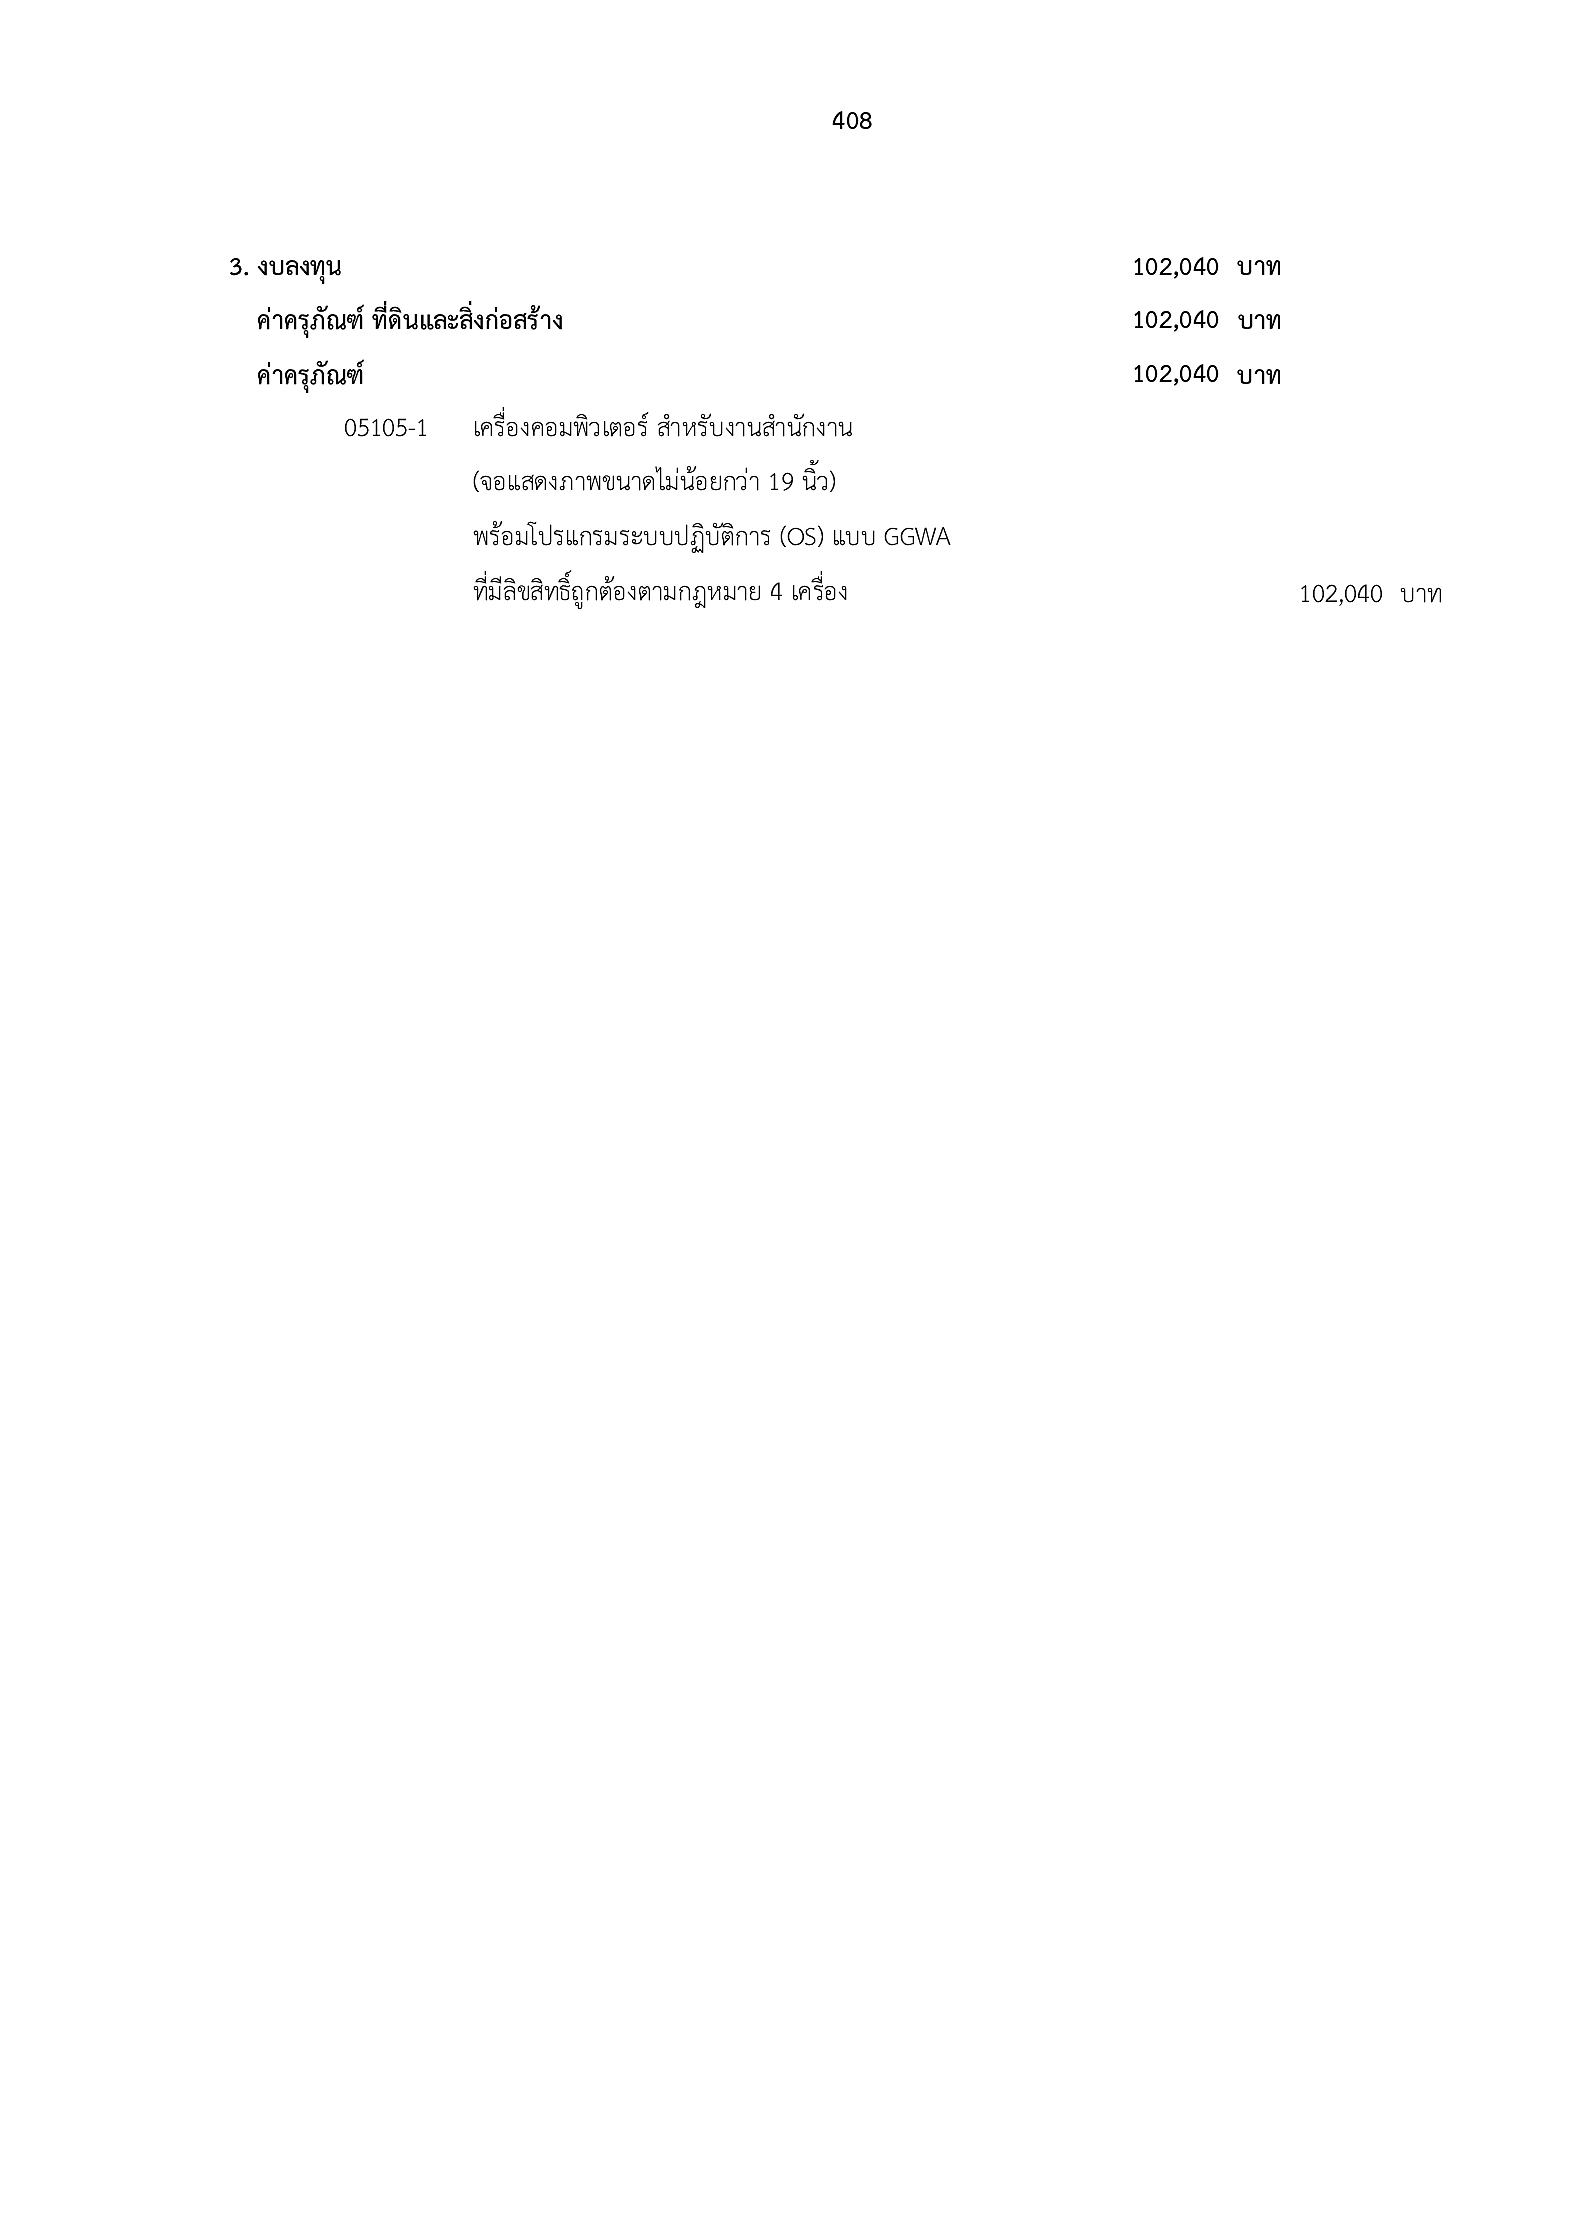 408
3. งบลงทุน 102,040 บาท
ค่าครุภัณฑ์ ที่ดินและสิ่งก่อสร้าง 102,040 บาท
ค่าครุภัณฑ์ 102,040 บาท
05105-1 เครื่องคอมพิวเตอร์ สำหรับงานสำนักงาน
(จอแสดงภาพขนาดไม่น้อยกว่า 19 นิ้ว)
พร้อมโปรแกรมระบบปฏิบัติการ (OS) แบบ GGWA
ที่มีลิขสิทธิ์ถูกต้องตามกฎหมาย 4 เครื่อง 102,040 บาท